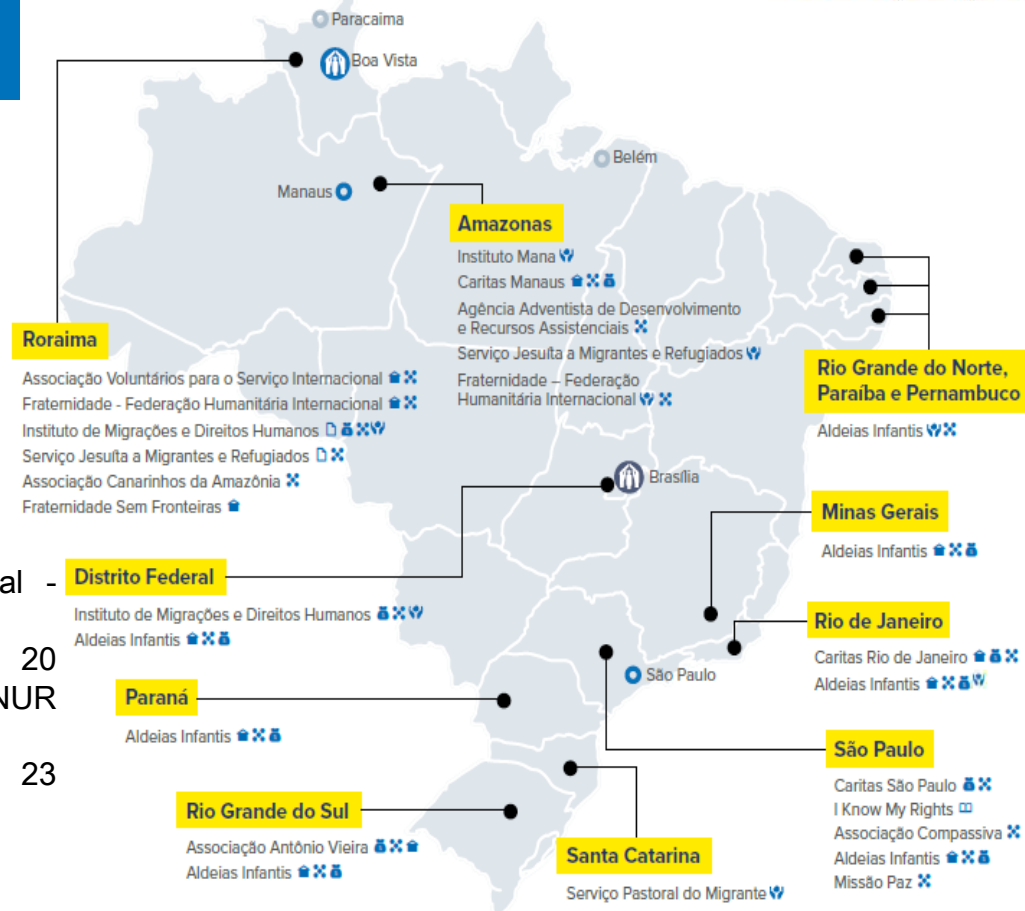 Paracaima
Boa Vista
Belém
Manaus
Amazonas
Instituto Mana
Caritas Manaus
Agência Adventista de Desenvolvimento
e Recursos Assistenciais
Serviço Jesuíta a Migrantes e Refugiados
Fraternidade – Federação
Humanitária Internacional
Roraima
Associação Voluntários para o Serviço Internacional
Fraternidade - Federação Humanitária Internacional
Instituto de Migrações e Direitos Humanos
Serviço Jesuíta a Migrantes e Refugiados
Associação Canarinhos da Amazônia
Fraternidade Sem Fronteiras
Rio Grande do Norte,
Paraíba e Pernambuco
Aldeias Infantis
Brasília
Minas Gerais
Aldeias Infantis
al -
20
NUR
23
Distrito Federal
Instituto de Migrações e Direitos Humanos
Aldeias Infantis
Rio de Janeiro
Caritas Rio de Janeiro
Aldeias Infantis
São Paulo
Paraná
Aldeias Infantis
São Paulo
Caritas São Paulo
I Know My Rights
Associação Compassiva
Aldeias Infantis
Missão Paz
Rio Grande do Sul
Associação Antônio Vieira
Aldeias Infantis
Santa Catarina
Serviço Pastoral do Migrante